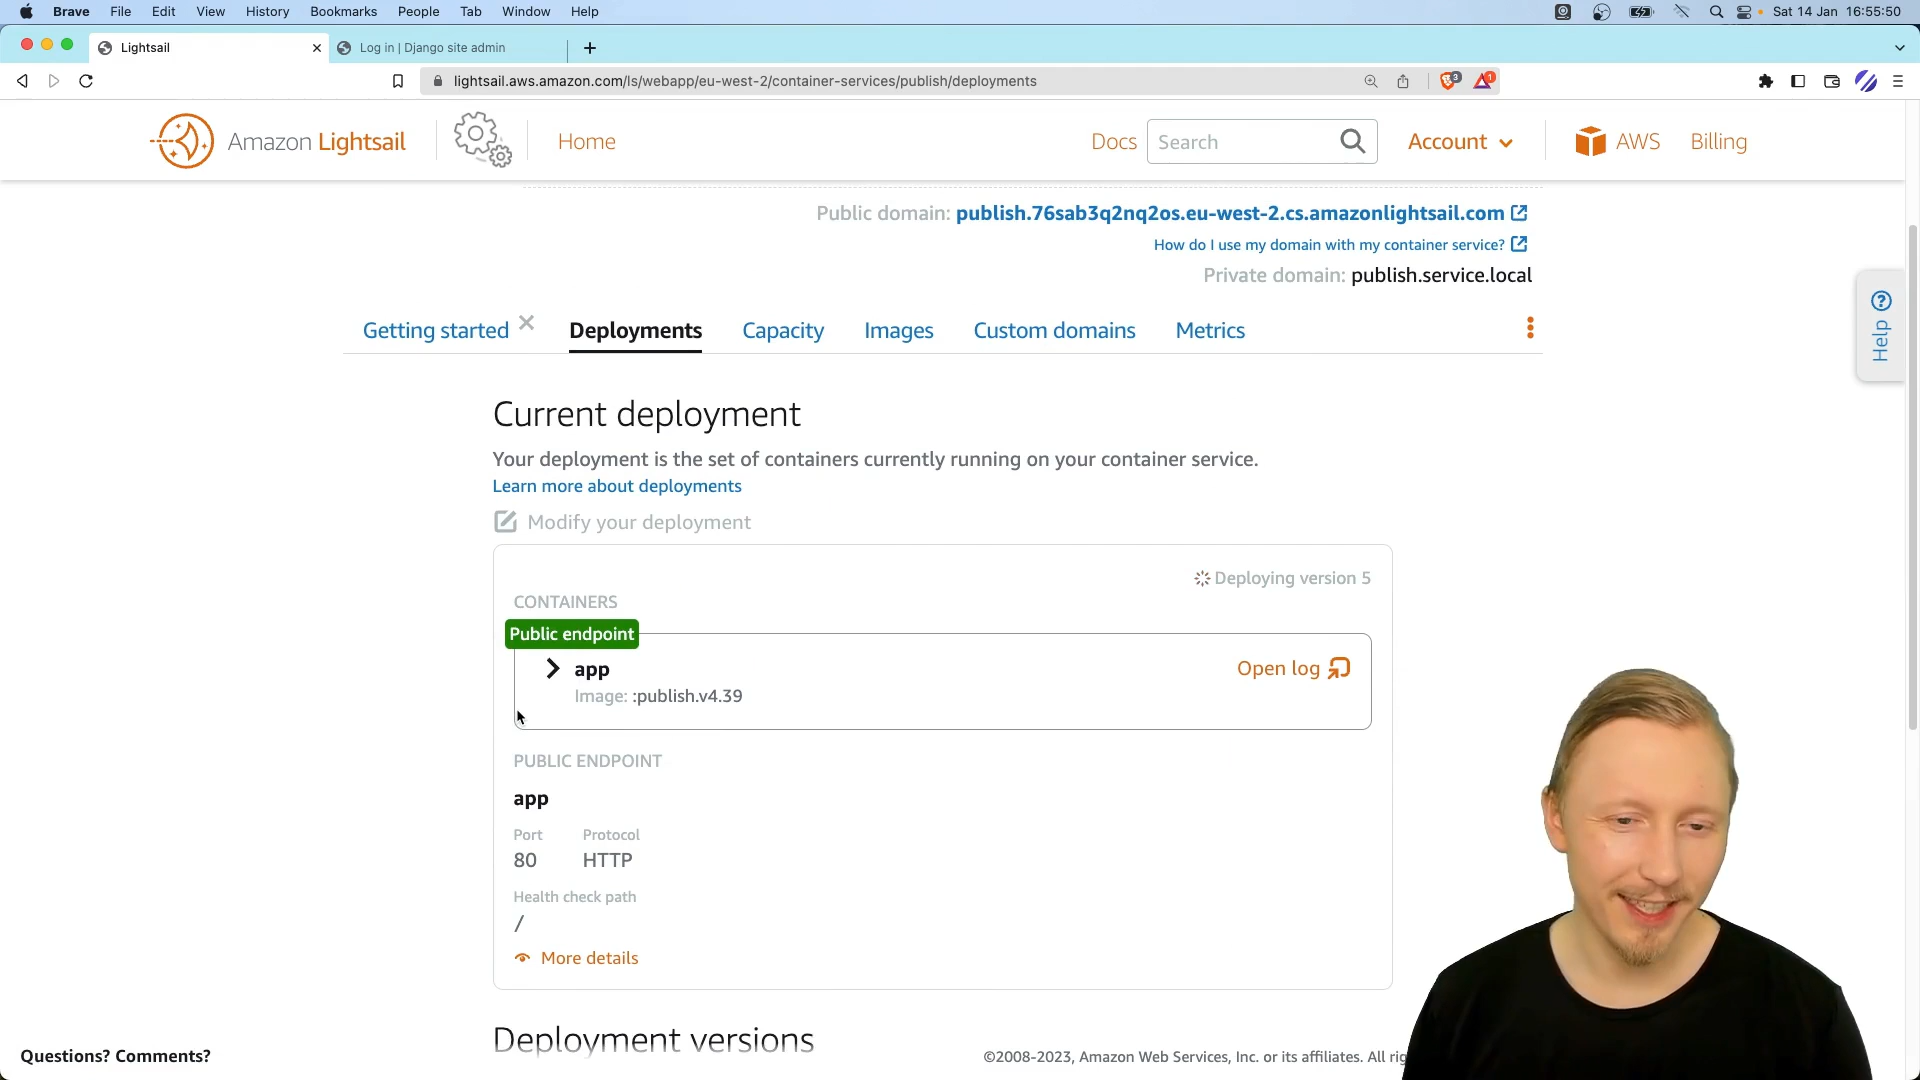 Brave File Edit View History Bookmarks People Tab Window Help Sat 14 Jan 16:55:50
Lightsail Log in | Django site admin
lightsail.aws.amazon.com/ls/webapp/eu-west-2/container-services/publish/deployments 3 1
Amazon Lightsail Home Docs Search Account AWS Billing
Public domain: publish.76sab3q2nq2os.eu-west-2.cs.amazonlightsail.com
How do I use my domain with my container service?
Private domain: publish.service.local
Help
Getting started Deployments Capacity Images Custom domains Metrics
Current deployment
Your deployment is the set of containers currently running on your container service.
Learn more about deployments
Modify your deployment
Deploying version 5
CONTAINERS
Public endpoint
app Open log
Image: :publish.v4.39
PUBLIC ENDPOINT
app
Port Protocol
80 HTTP
Health check path
/
More details
Deployment versions
Questions? Comments? ©2008-2023, Amazon Web Services, Inc. or its affiliates. All rig